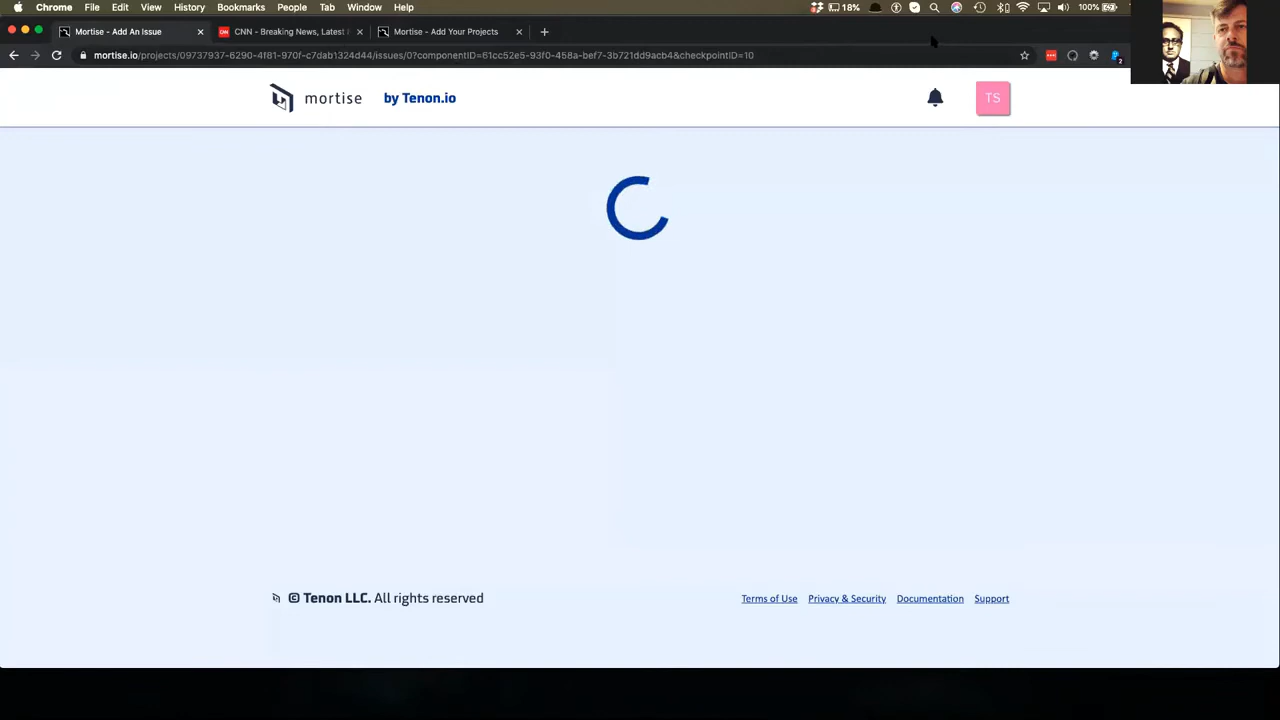 Chrome File Edit View History Bookmarks People Tab Window Help 18% 100%
Mortise - Add An Issue CNN - Breaking News, Latest Mortise - Add Your Projects
mortise.io/projects/09737937-6290-4f81-970f-c7dab1324d44/issues/0?componentID=61cc52e5-93f0-458a-bef7-3b721dd9acb4&checkpointID=10 2
mortise by Tenon.io TS
© Tenon LLC. All rights reserved Terms of Use Privacy & Security Documentation Support